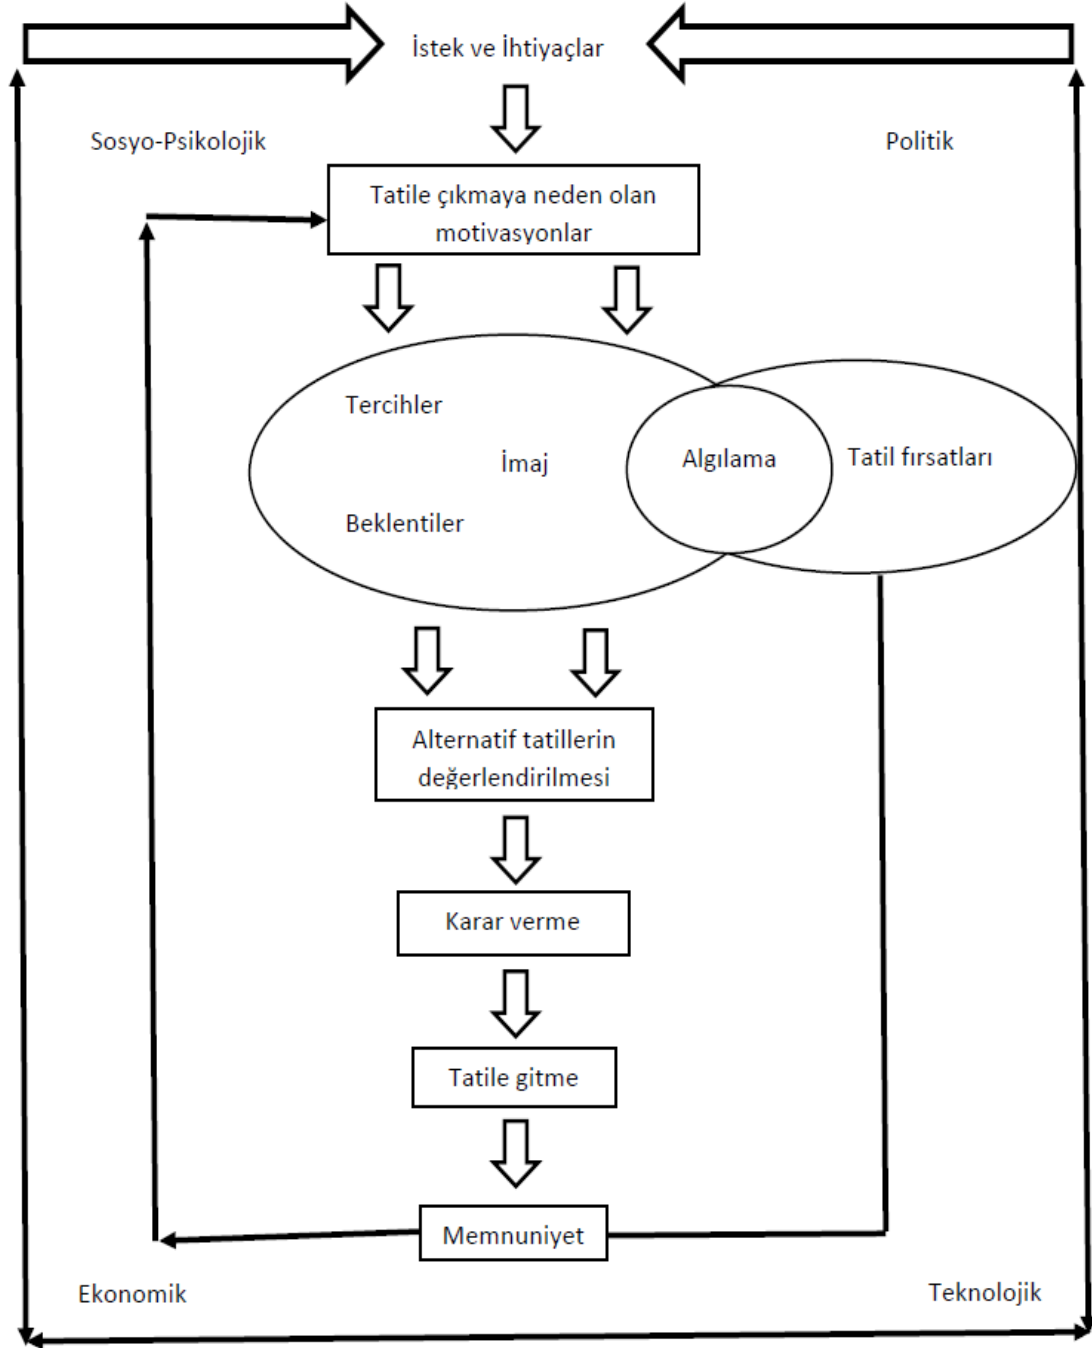 İstek ve İhtiyaçlar
Sosyo-Psikolojik
Politik
Tatile çıkmaya neden olan
motivasyonlar
Tercihler
İmaj
Algılama
Tatil fırsatları
Beklentiler
Alternatif tatillerin
değerlendirilmesi
Karar verme
Tatile gitme
Memnuniyet
Ekonomik
Teknolojik